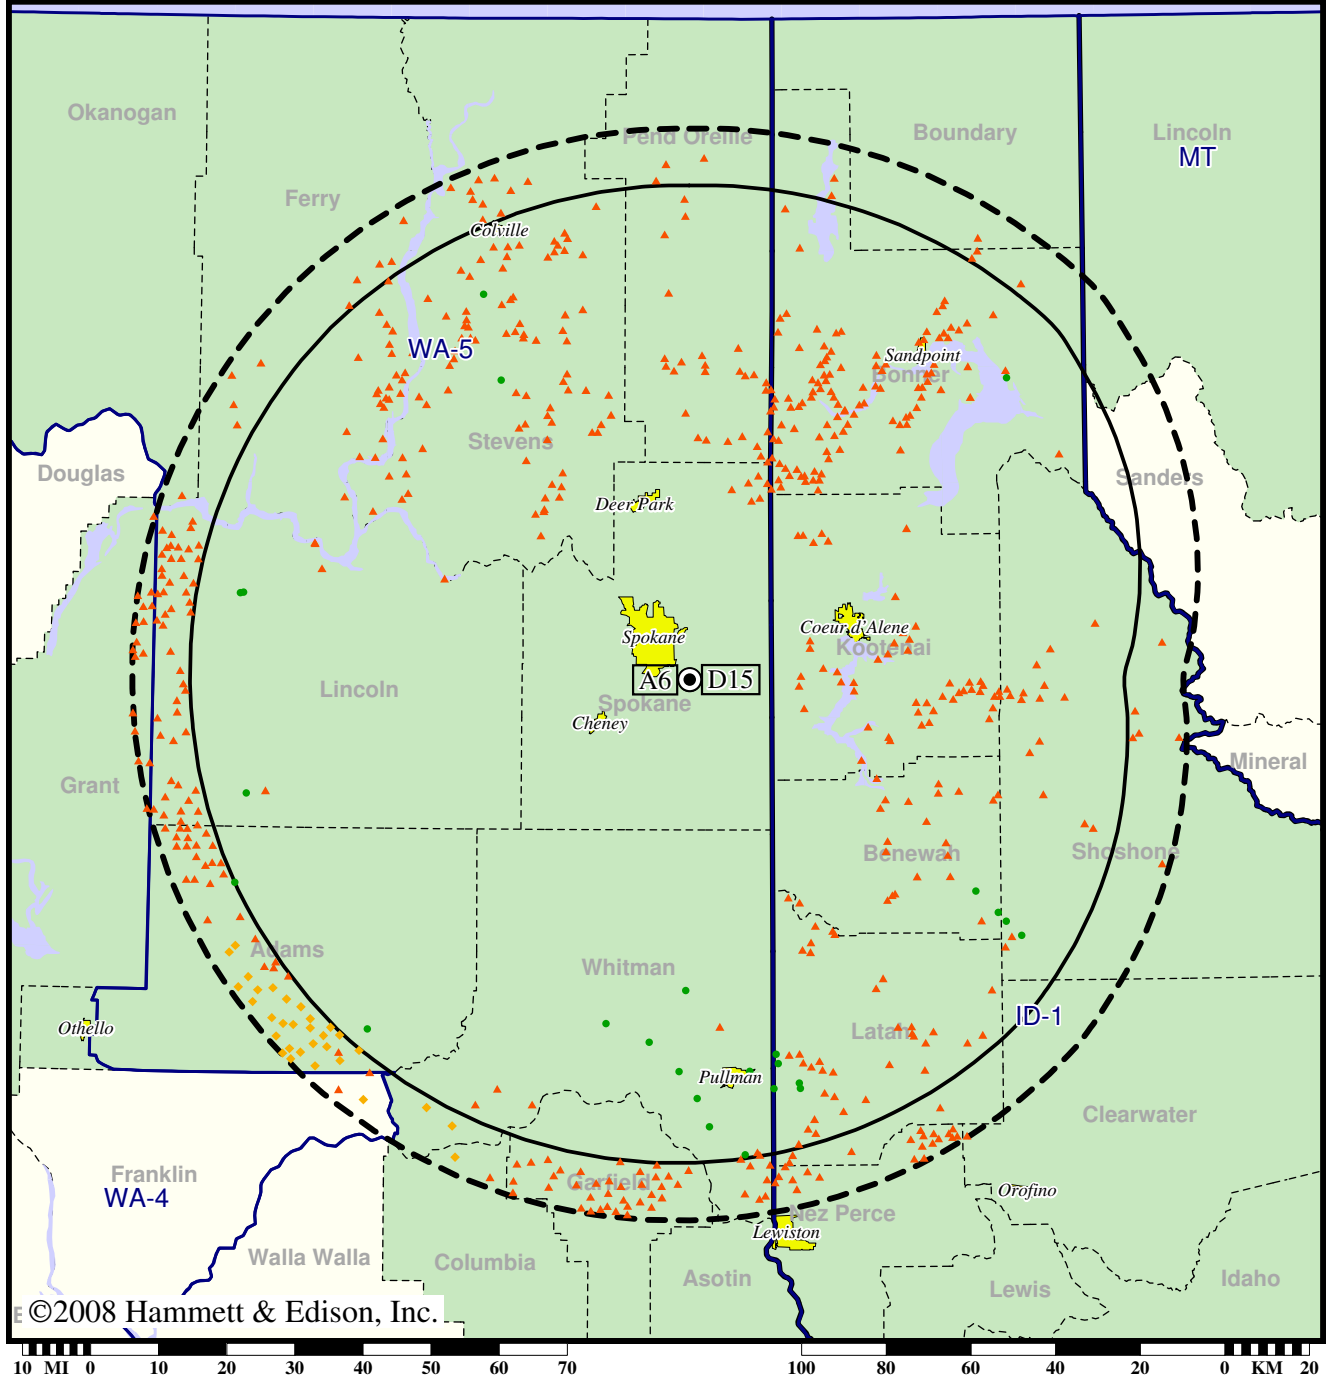 Okanogan
Pend Oreille
Boundary
Lincoln
MT
Ferry
Colville
WA-5
Sandpoint
Bonner
Stevens
Douglas
Sanders
Deer Park
Spokane
Coeur d'Alene
Kootenai
A6
D15
Lincoln
Spokane
Cheney
Grant
Mineral
Benewah
Shoshone
Adams
Whitman
Othello
ID-1
Latah
Pullman
Clearwater
Franklin
WA-4
Garfield
Orofino
Nez Perce
Lewiston
Walla Walla
Columbia
Asotin
Lewis
Idaho
©2008 Hammett & Edison, Inc.
10 MI 0 10 20 30 40 50 60 70
100 80 60 40 20 0 KM 20